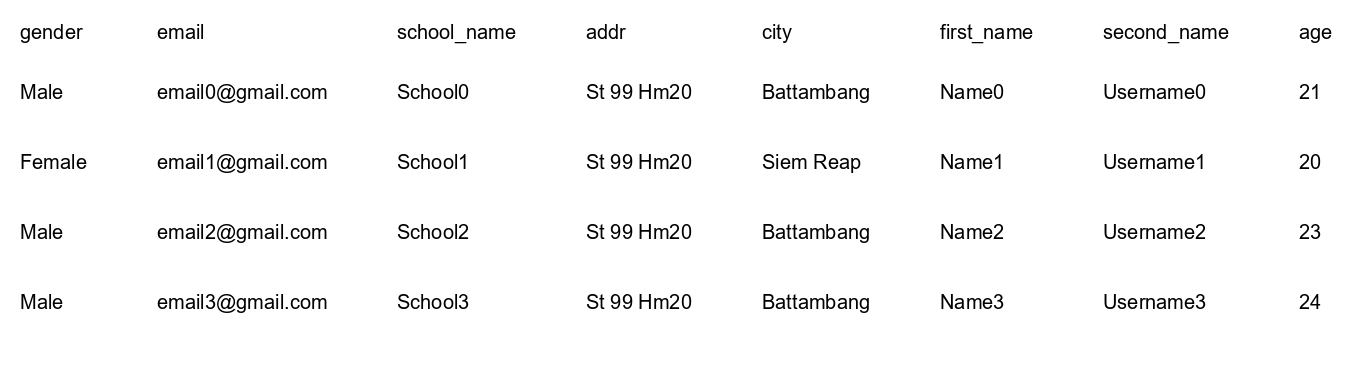 gender email school_name addr city first_name second_name age
Male email0@gmail.com School0 St 99 Hm20 Battambang Name0 Username0 21
Female email1@gmail.com School1 St 99 Hm20 Siem Reap Name1 Username1 20
Male email2@gmail.com School2 St 99 Hm20 Battambang Name2 Username2 23
Male email3@gmail.com School3 St 99 Hm20 Battambang Name3 Username3 24